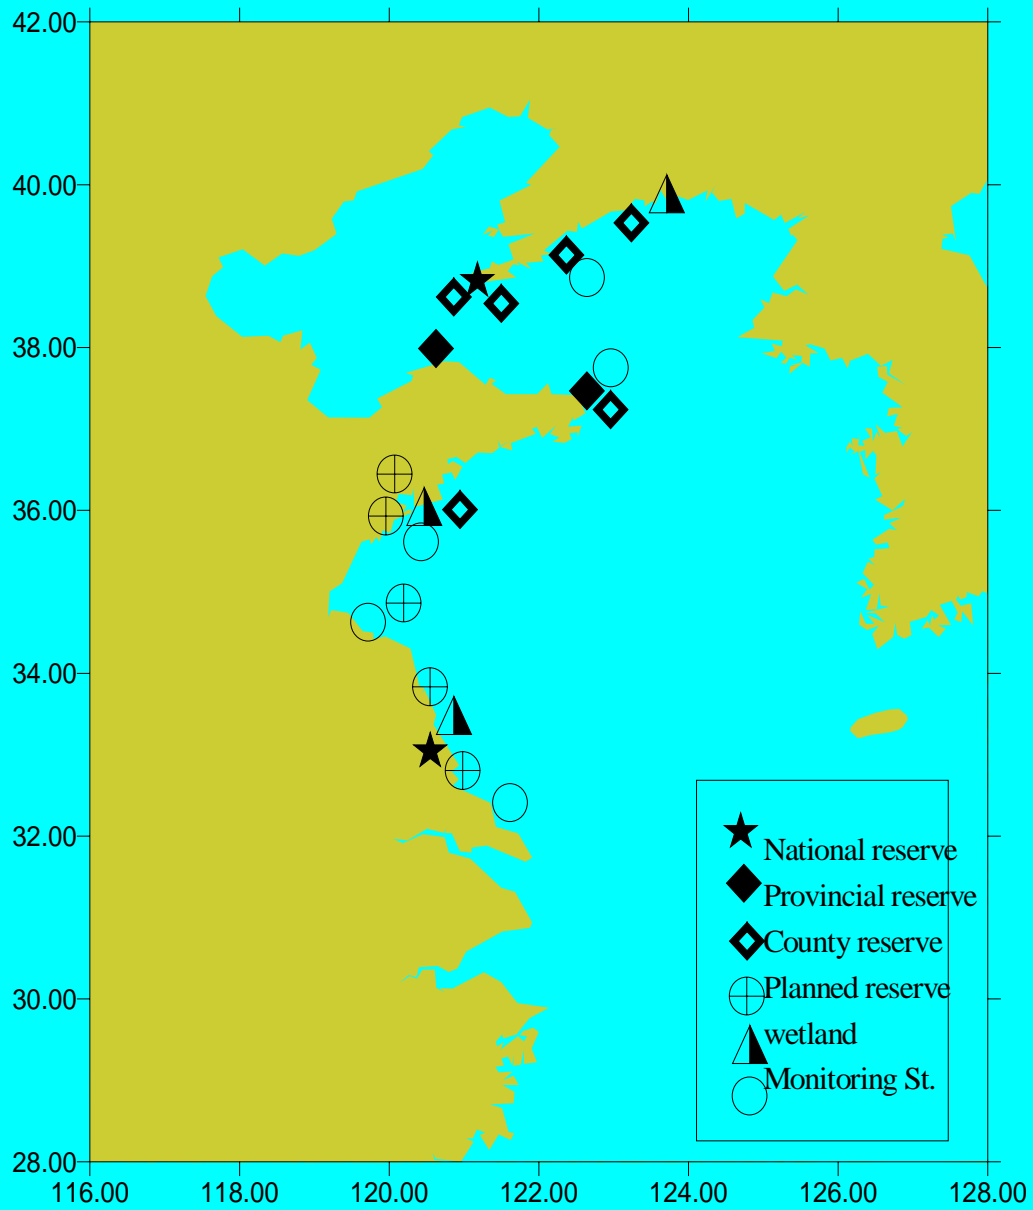 42.00
40.00
38.00
36.00
34.00
32.00
30.00
28.00
116.00 118.00 120.00 122.00 124.00 126.00 128.00
National reserve
Provincial reserve
County reserve
Planned reserve
wetland
Monitoring St.